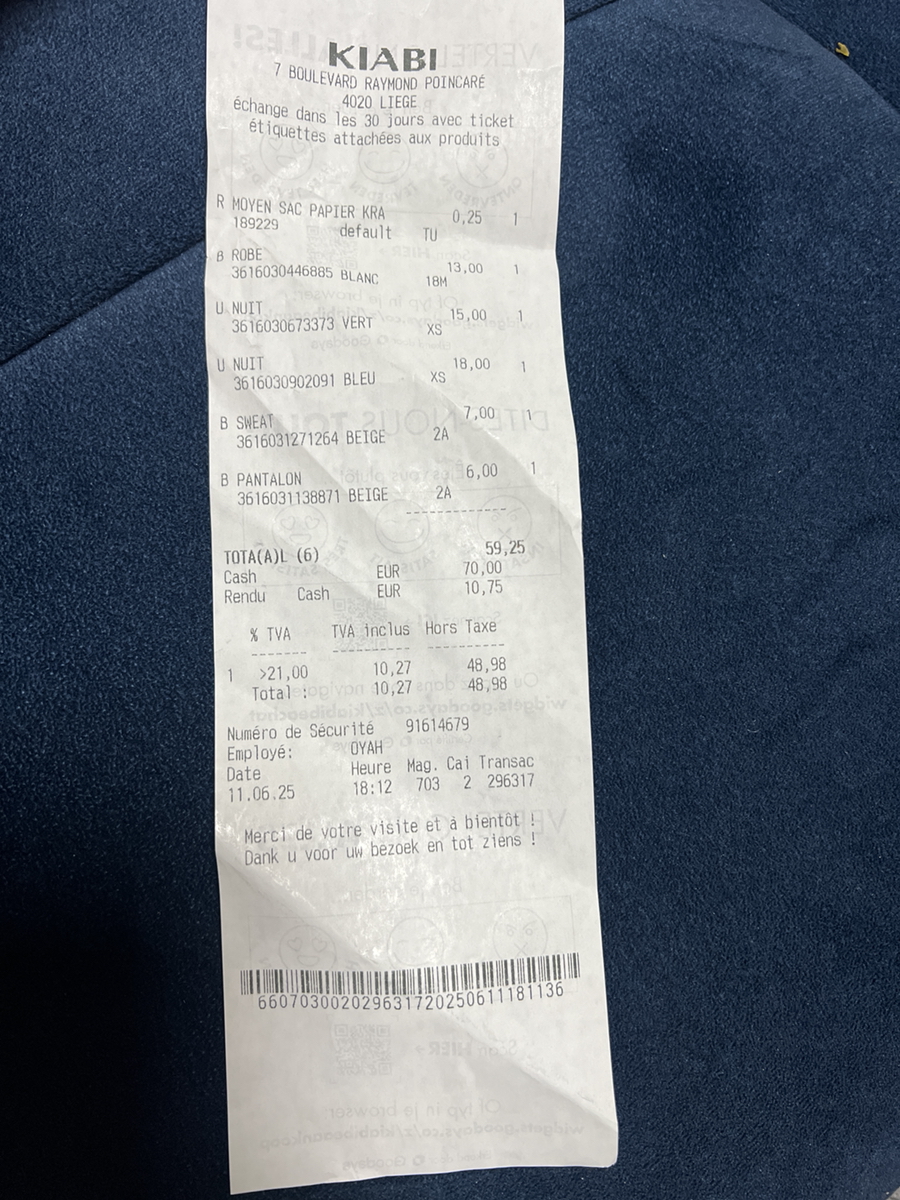 KIABI
7 BOULEVARD RAYMOND POINCARÉ
4020 LIEGE
échange dans les 30 jours avec ticket
étiquettes attachées aux produits
R MOYEN SAC PAPIER KRA 0,25 1
189229 default TU
B ROBE 13,00 1
3616030446885 BLANC 18M
U NUIT 15,00 1
3616030673373 VERT XS
U NUIT 18,00 1
3616030902091 BLEU XS
B SWEAT 7,00 1
3616031271264 BEIGE 2A
B PANTALON 6,00 1
3616031138871 BEIGE 2A
------------
TOTA(A)L (6) 59,25
Cash EUR 70,00
Rendu Cash EUR 10,75
% TVA TVA inclus Hors Taxe
------- ---------- ---------
1 >21,00 10,27 48,98
Total : 10,27 48,98
Numéro de Sécurité 91614679
Employé: OYAH
Date Heure Mag. Cai Transac
11.06.25 18:12 703 2 296317
Merci de votre visite et à bientôt !
Dank u voor uw bezoek en tot ziens !
66070300202963172025061118​1136